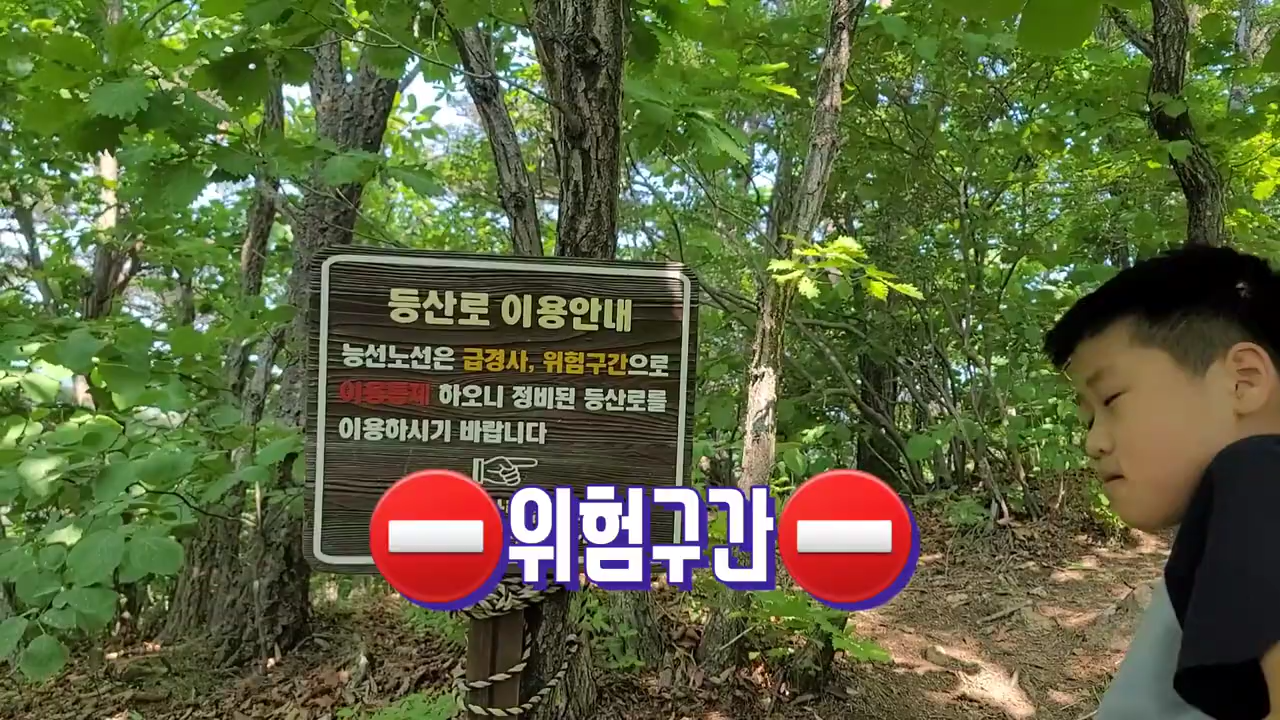 등산로 이용안내
능선노선은 급경사, 위험구간으로
이용통제 하오니 정비된 등산로를
이용하시기 바랍니다
위험구간